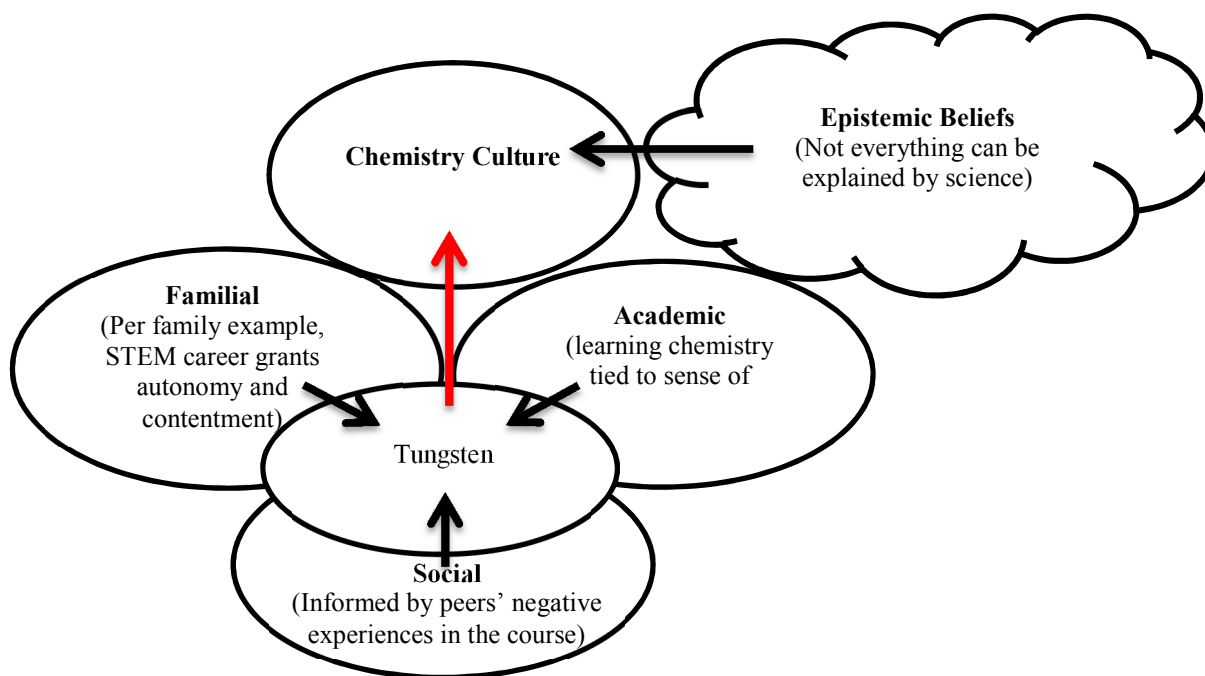 Epistemic Beliefs
(Not everything can be
explained by science)
Chemistry Culture
Familial
(Per family example,
STEM career grants
autonomy and
contentment)
Academic
(learning chemistry
tied to sense of
Tungsten
Social
(Informed by peers’ negative
experiences in the course)